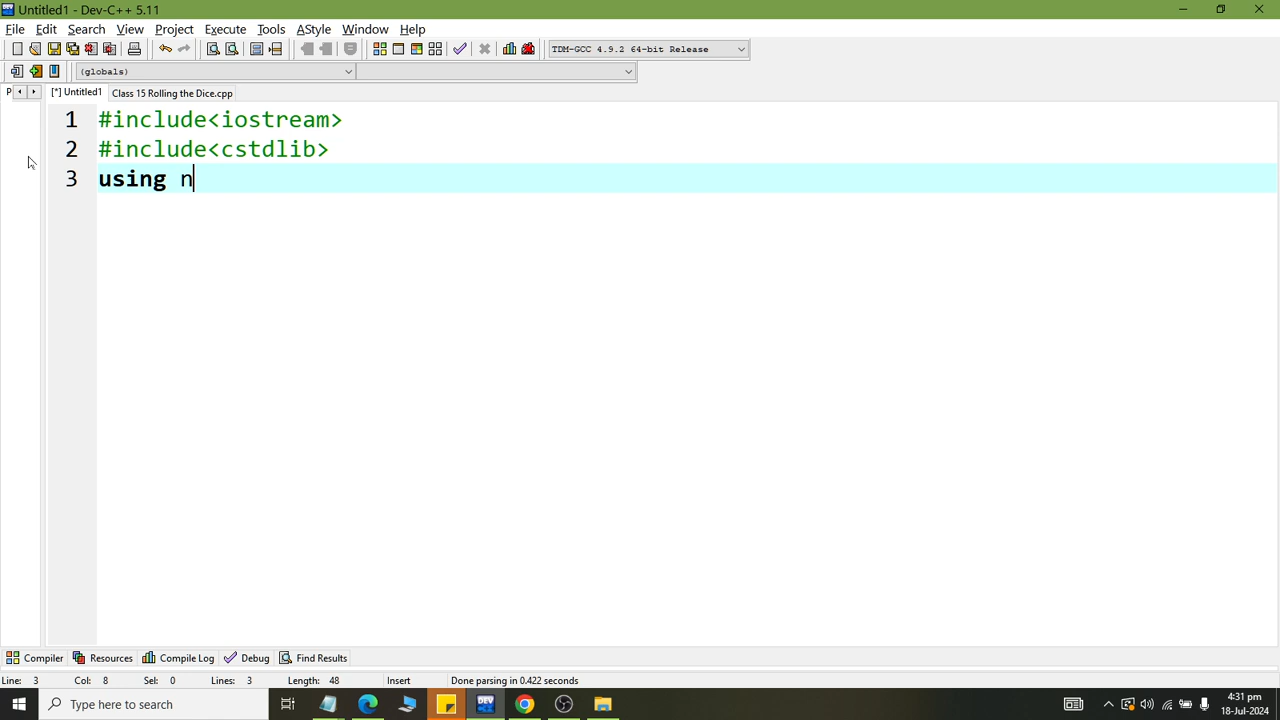 Untitled1 - Dev-C++ 5.11
File Edit Search View Project Execute Tools AStyle Window Help
TDM-GCC 4.9.2 64-bit Release
(globals)
P [*] Untitled1 Class 15 Rolling the Dice.cpp
1 #include<iostream>
2 #include<cstdlib>
3 using n
Compiler Resources Compile Log Debug Find Results
Line: 3 Col: 8 Sel: 0 Lines: 3 Length: 48 Insert Done parsing in 0.422 seconds
Type here to search
DEV
4:31 pm
18-Jul-2024